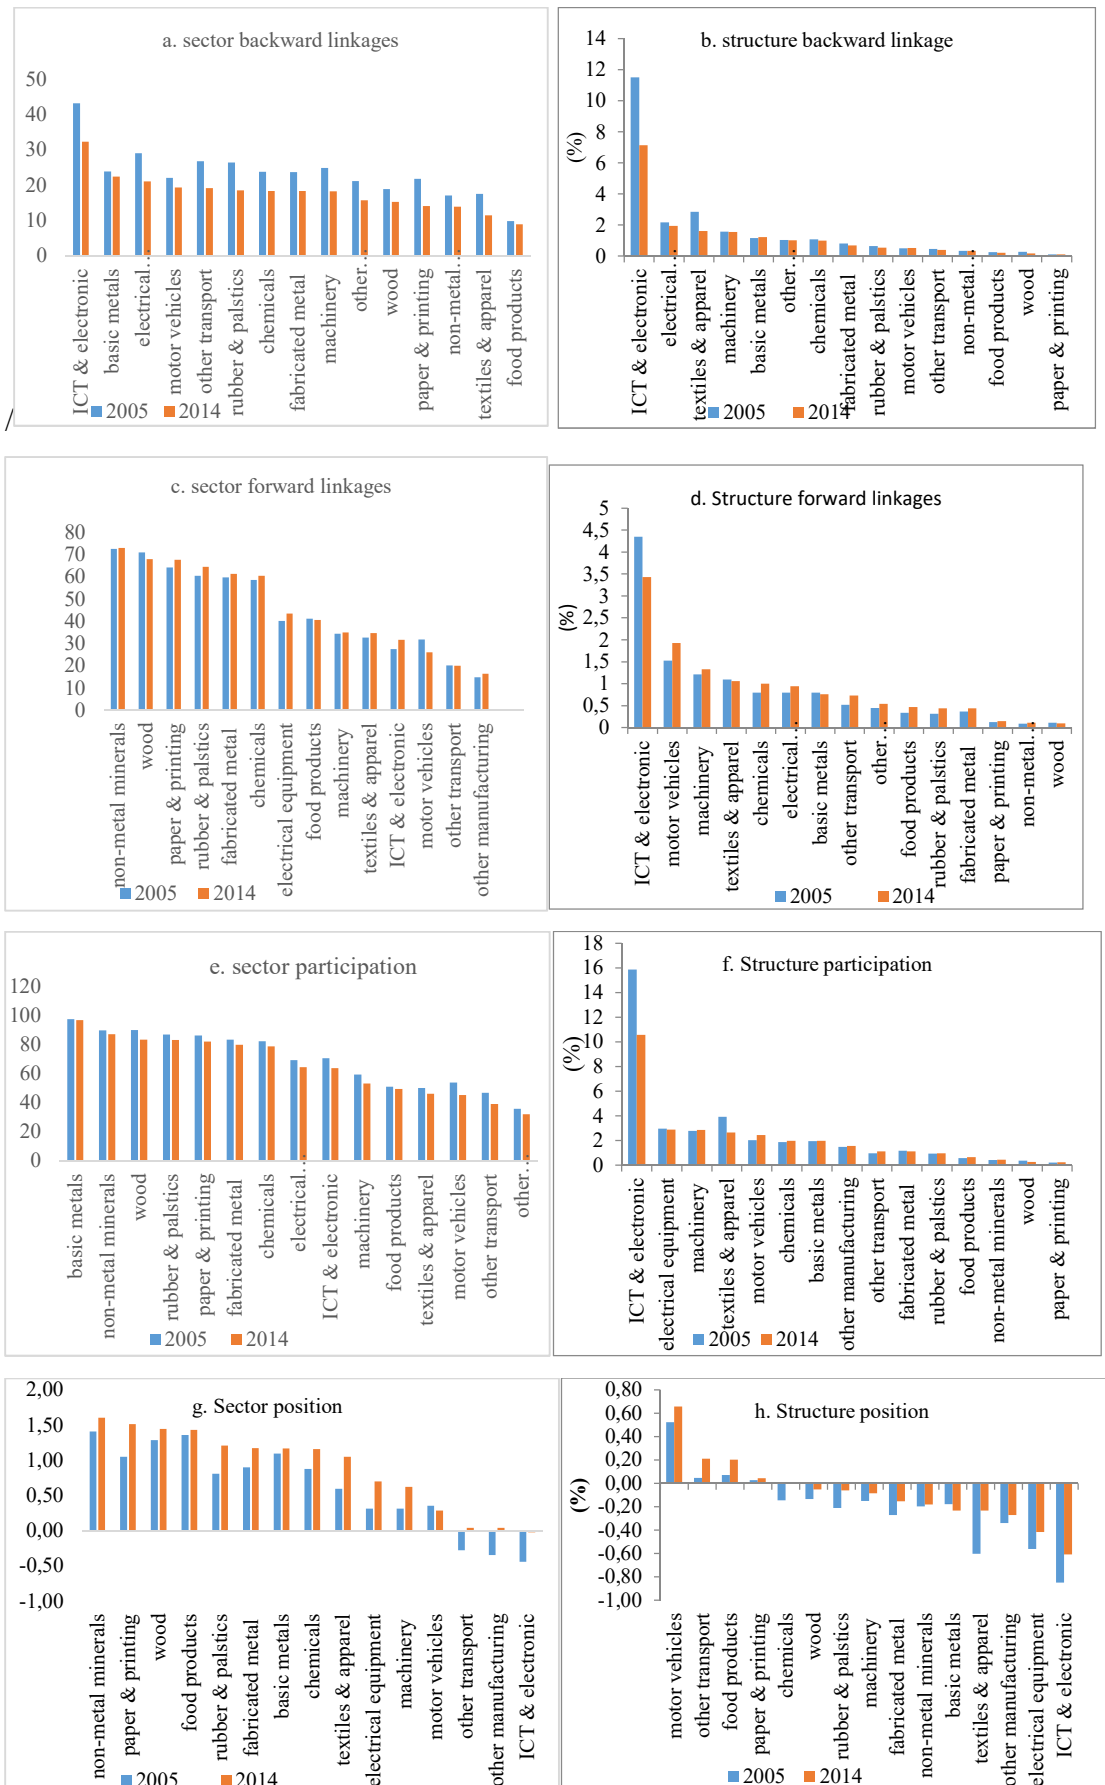 a. sector backward linkages
50
40
30
20
10
0
ICT & electronic
basic metals
electrical…
motor vehicles
other transport
rubber & palstics
chemicals
fabricated metal
machinery
other…
wood
paper & printing
non-metal…
textiles & apparel
food products
2005 2014
/
b. structure backward linkage
(%)
14
12
10
8
6
4
2
0
ICT & electronic
electrical…
textiles & apparel
machinery
basic metals
other…
chemicals
fabricated metal
rubber & palstics
motor vehicles
other transport
non-metal…
food products
wood
paper & printing
2005 2014
c. sector forward linkages
80
70
60
50
40
30
20
10
0
non-metal minerals
wood
paper & printing
rubber & palstics
fabricated metal
chemicals
electrical equipment
food products
machinery
textiles & apparel
ICT & electronic
motor vehicles
other transport
other manufacturing
2005 2014
d. Structure forward linkages
(%)
5
4,5
4
3,5
3
2,5
2
1,5
1
0,5
0
ICT & electronic
motor vehicles
machinery
textiles & apparel
chemicals
electrical…
basic metals
other transport
other…
food products
rubber & palstics
fabricated metal
paper & printing
non-metal…
wood
2005 2014
e. sector participation
120
100
80
60
40
20
0
basic metals
non-metal minerals
wood
rubber & palstics
paper & printing
fabricated metal
chemicals
electrical…
ICT & electronic
machinery
food products
textiles & apparel
motor vehicles
other transport
other…
2005 2014
f. Structure participation
(%)
18
16
14
12
10
8
6
4
2
0
ICT & electronic
electrical equipment
machinery
textiles & apparel
motor vehicles
chemicals
basic metals
other manufacturing
other transport
fabricated metal
rubber & palstics
food products
non-metal minerals
wood
paper & printing
2005 2014
g. Sector position
2,00
1,50
1,00
0,50
0,00
-0,50
-1,00
non-metal minerals
paper & printing
wood
food products
rubber & palstics
fabricated metal
basic metals
chemicals
textiles & apparel
electrical equipment
machinery
motor vehicles
other transport
other manufacturing
ICT & electronic
2005 2014
h. Structure position
(%)
0,80
0,60
0,40
0,20
0,00
-0,20
-0,40
-0,60
-0,80
-1,00
motor vehicles
other transport
food products
paper & printing
chemicals
wood
rubber & palstics
machinery
fabricated metal
non-metal minerals
basic metals
textiles & apparel
other manufacturing
electrical equipment
ICT & electronic
2005 2014